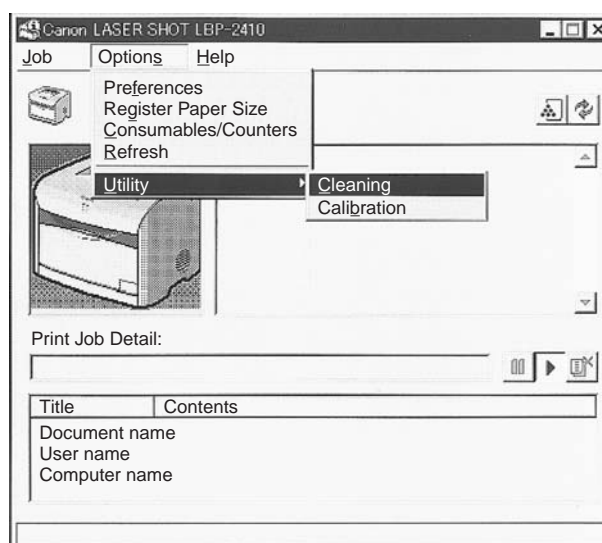 Canon LASER SHOT LBP-2410
Job Options Help
Preferences
Register Paper Size
Consumables/Counters
Refresh
Utility
Cleaning
Calibration
Print Job Detail:
Title Contents
Document name
User name
Computer name